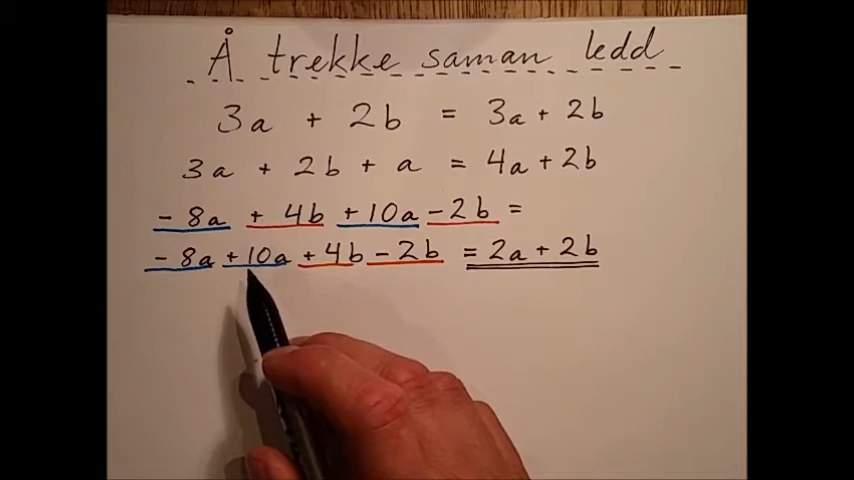 Å trekke saman ledd
3a + 2b = 3a + 2b
3a + 2b + a = 4a + 2b
- 8a + 4b + 10a - 2b =
- 8a + 10a + 4b - 2b = 2a + 2b